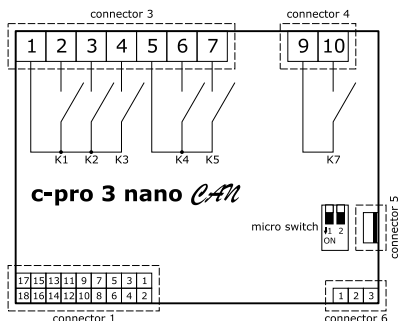 connector 3 connector 4
1 2 3 4 5 6 7 9 10
K1 K2 K3 K4 K5 K7
c-pro 3 nano CAN
micro switch
1 2
ON
connector 5
17 15 13 11 9 7 5 3 1
18 16 14 12 10 8 6 4 2
1 2 3
connector 1 connector 6